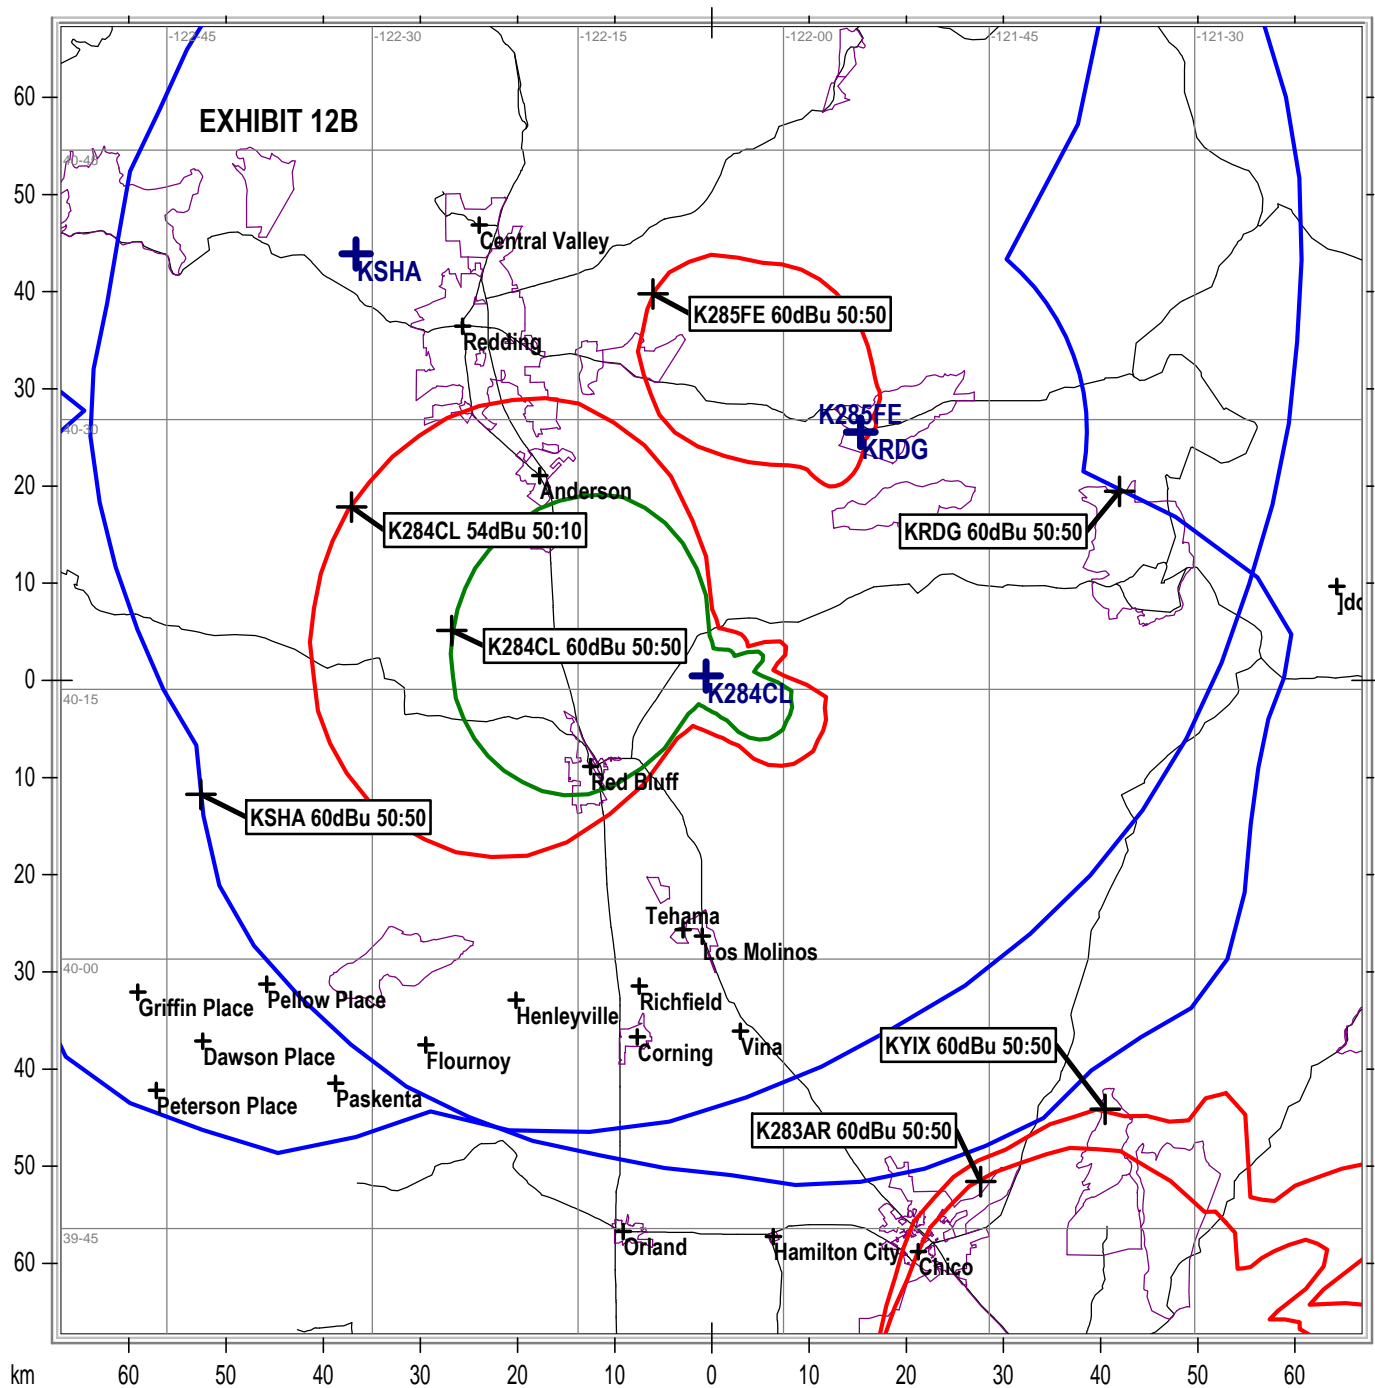 -122-45
-122-30
-122-15
-122-00
-121-45
-121-30
60
EXHIBIT 12B
40-45
50
Central Valley
KSHA
40
K285FE 60dBu 50:50
Redding
30
K285FE
40-30
KRDG
20
Anderson
K284CL 54dBu 50:10
KRDG 60dBu 50:50
10
K284CL 60dBu 50:50
0
K284CL
40-15
10
Red Bluff
KSHA 60dBu 50:50
20
Tehama
Los Molinos
40-00
30
Griffin Place
Pellow Place
Richfield
Henleyville
Dawson Place
Flournoy
Corning
Vina
KYIX 60dBu 50:50
40
Peterson Place
Paskenta
K283AR 60dBu 50:50
50
39-45
Orland
Hamilton City
Chico
60
km
60
50
40
30
20
10
0
10
20
30
40
50
60